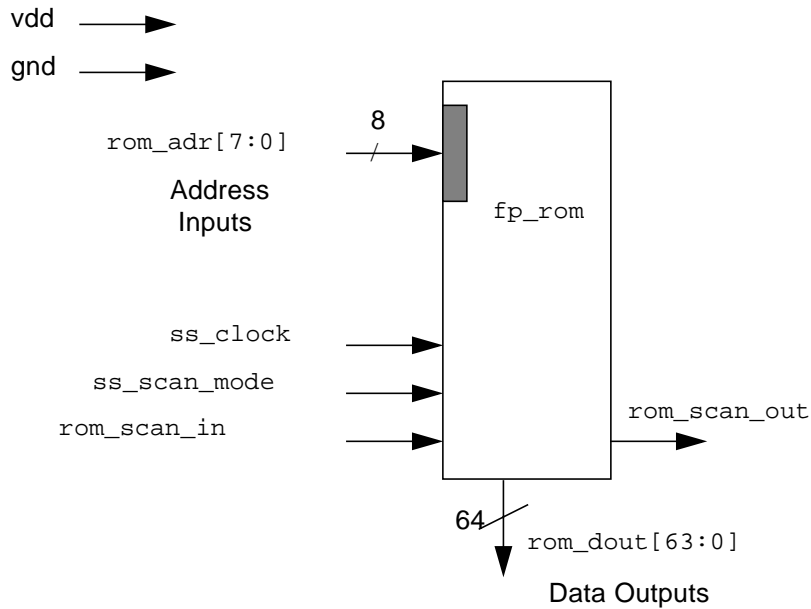 vdd
gnd
8
rom_adr[7:0]
Address
Inputs
fp_rom
ss_clock
ss_scan_mode
rom_scan_in
rom_scan_out
64
rom_dout[63:0]
Data Outputs